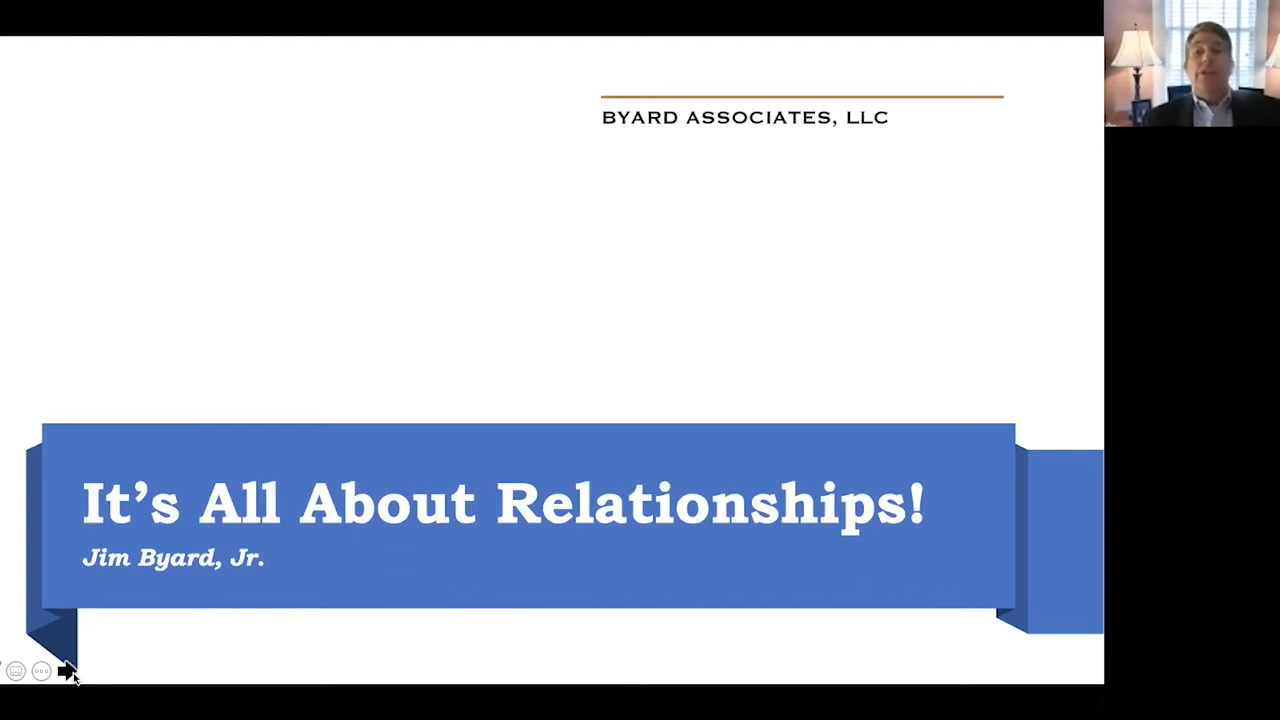 BYARD ASSOCIATES, LLC
It's All About Relationships!
Jim Byard, Jr.